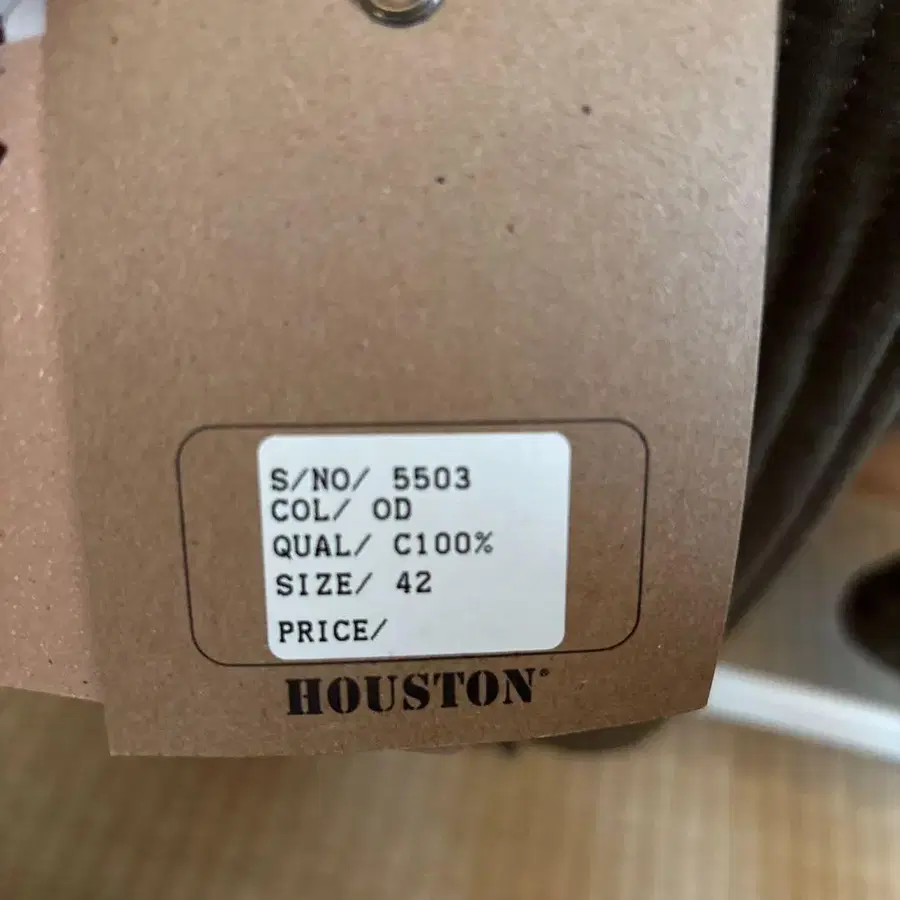 S/NO/ 5503
COL/ OD
QUAL/ C100%
SIZE/ 42
PRICE/
HOUSTON®